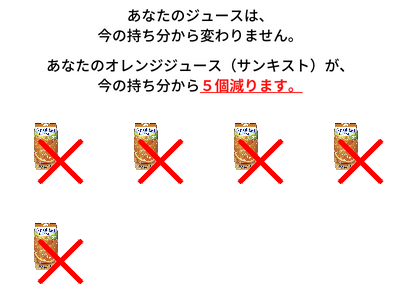 あなたのジュースは、
今の持ち分から変わりません。
あなたのオレンジジュース（サンキスト）が、
今の持ち分から５個減ります。